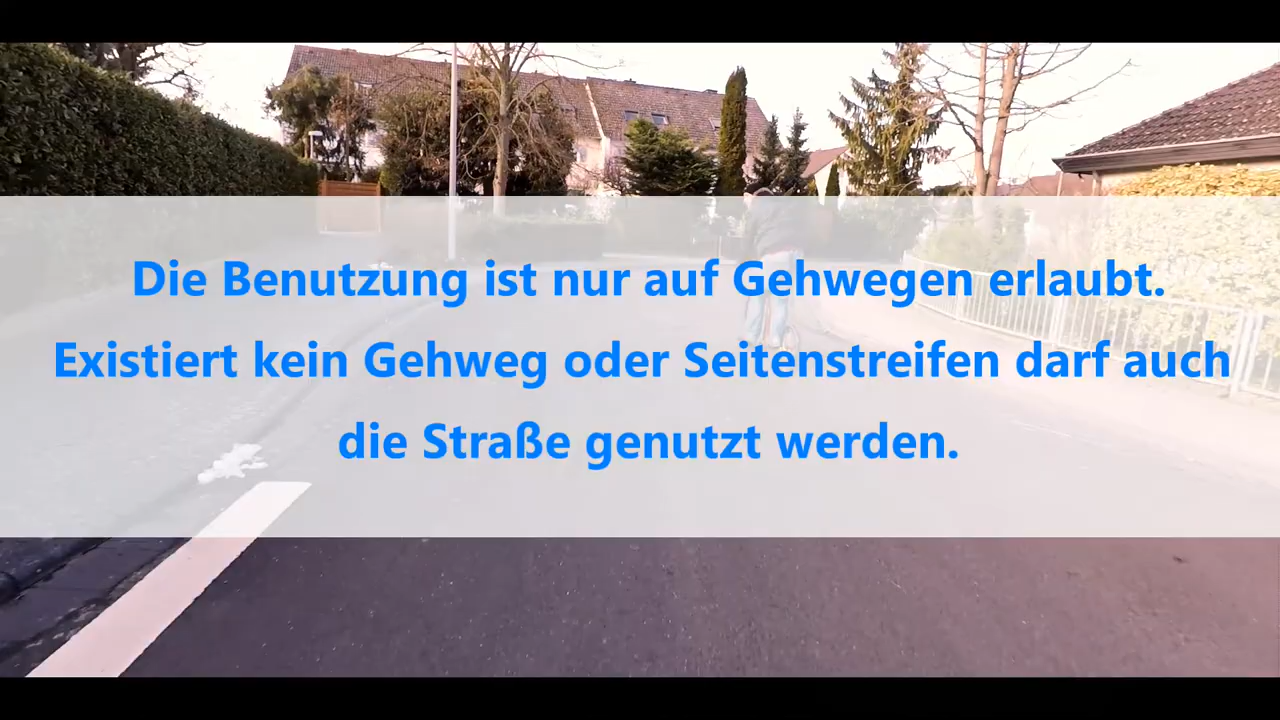 Die Benutzung ist nur auf Gehwegen erlaubt.
Existiert kein Gehweg oder Seitenstreifen darf auch
die Straße genutzt werden.